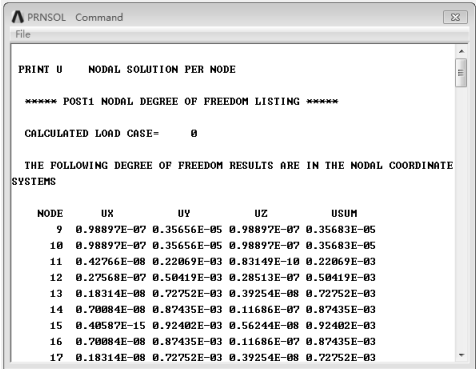 PRNSOL Command
File
PRINT U NODAL SOLUTION PER NODE
***** POST1 NODAL DEGREE OF FREEDOM LISTING *****
CALCULATED LOAD CASE= 0
THE FOLLOWING DEGREE OF FREEDOM RESULTS ARE IN THE NODAL COORDINATE
SYSTEMS
NODE UX UY UZ USUM
9 0.98897E-07 0.35656E-05 0.98897E-07 0.35683E-05
10 0.98897E-07 0.35656E-05 0.98897E-07 0.35683E-05
11 0.42766E-08 0.22069E-03 0.83149E-10 0.22069E-03
12 0.27568E-07 0.50419E-03 0.28513E-07 0.50419E-03
13 0.18314E-08 0.72752E-03 0.39254E-08 0.72752E-03
14 0.70084E-08 0.87435E-03 0.11686E-07 0.87435E-03
15 0.40587E-15 0.92402E-03 0.56244E-08 0.92402E-03
16 0.70084E-08 0.87435E-03 0.11686E-07 0.87435E-03
17 0.18314E-08 0.72752E-03 0.39254E-08 0.72752E-03